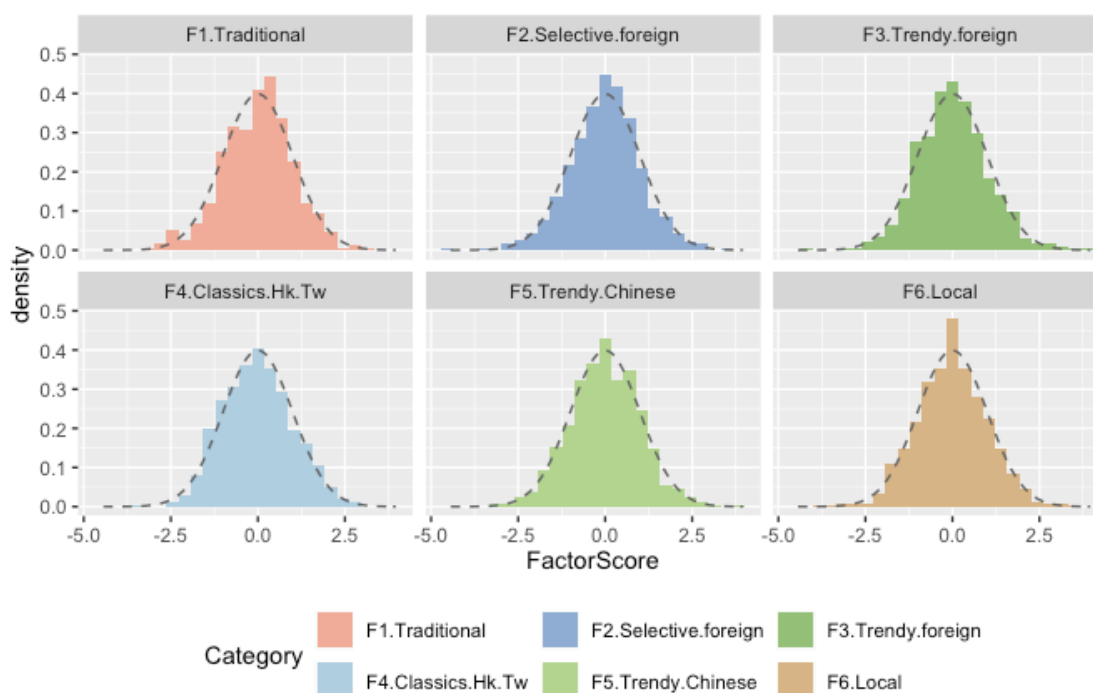 F1.Traditional F2.Selective.foreign F3.Trendy.foreign
0.5
0.4
0.3
0.2
0.1
0.0
density
F4.Classics.Hk.Tw F5.Trendy.Chinese F6.Local
0.5
0.4
0.3
0.2
0.1
0.0
-5.0 -2.5 0.0 2.5 -5.0 -2.5 0.0 2.5 -5.0 -2.5 0.0 2.5
FactorScore
Category
F1.Traditional F2.Selective.foreign F3.Trendy.foreign
F4.Classics.Hk.Tw F5.Trendy.Chinese F6.Local